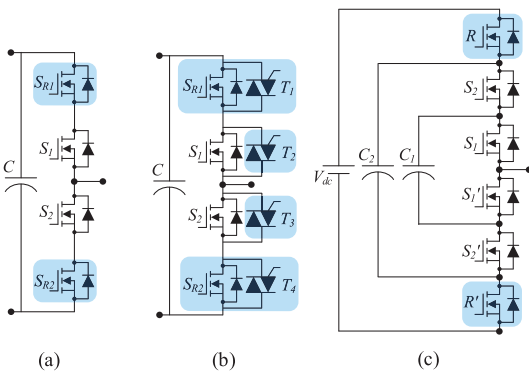 S_R1
C
S_1
S_2
S_R2
(a)
S_R1
T_1
S_1
T_2
C
S_2
T_3
S_R2
T_4
(b)
R
S_2
C_2
C_1
S_1
V_dc
S_1'
S_2'
R'
(c)